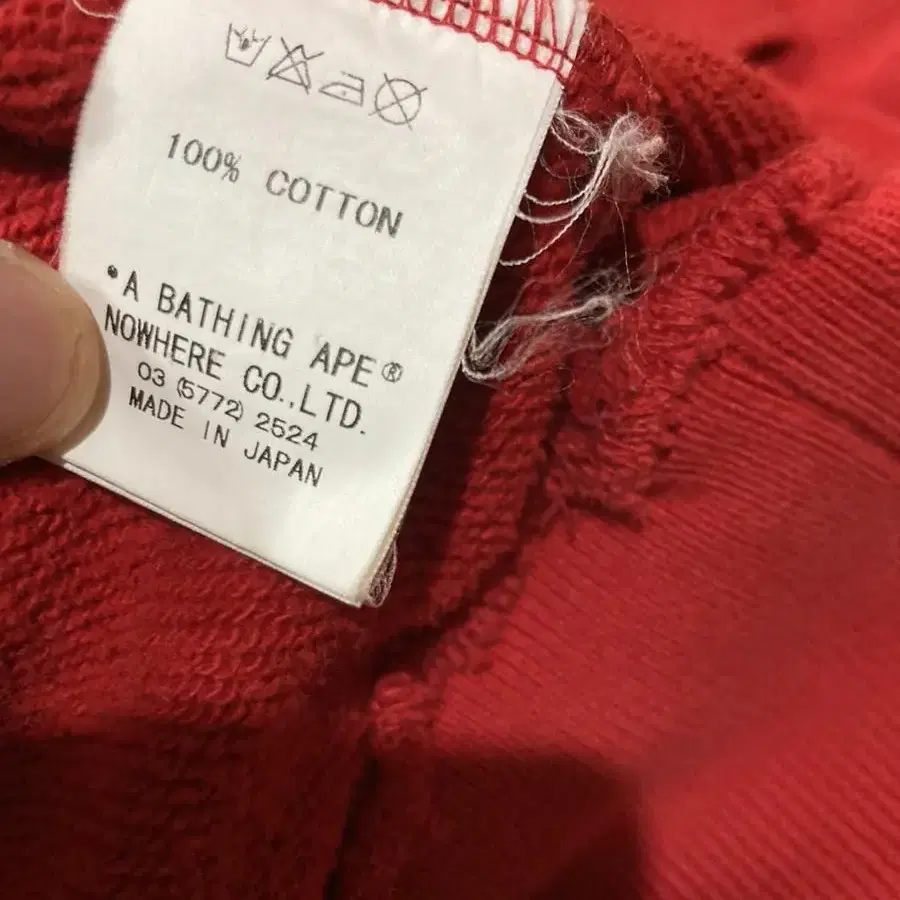 100% COTTON
•A BATHING APE®
NOWHERE CO.,LTD.
03 (5772) 2524
MADE IN JAPAN